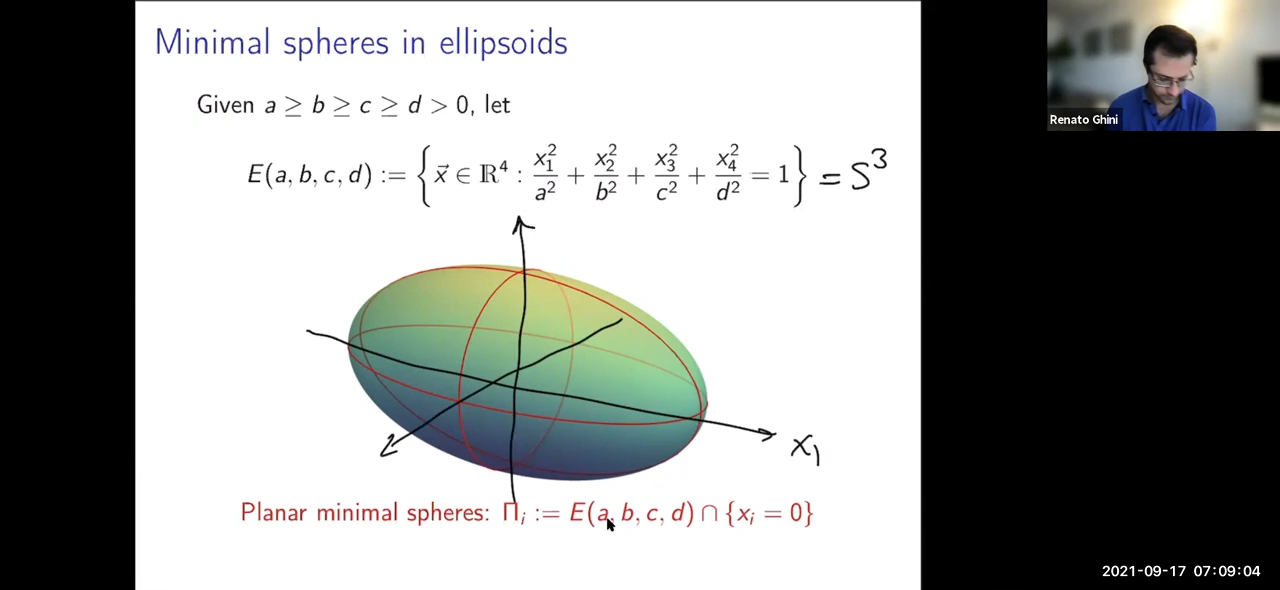 Minimal spheres in ellipsoids
Given a ≥ b ≥ c ≥ d > 0, let
E(a, b, c, d) := { x⃗ ∈ ℝ⁴ : x₁²/a² + x₂²/b² + x₃²/c² + x₄²/d² = 1 } = S³
x₁
Planar minimal spheres: Πᵢ := E(a, b, c, d) ∩ {xᵢ = 0}
Renato Ghini
2021-09-17 07:09:04